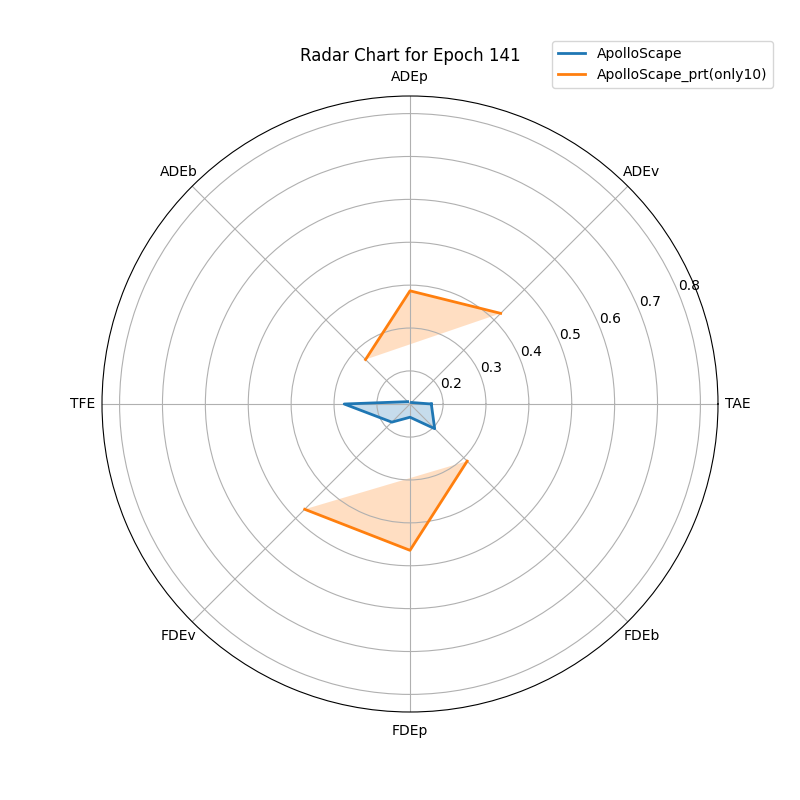 Radar Chart for Epoch 141
ApolloScape
ApolloScape_prt(only10)
ADEp
ADEb
ADEv
0.8
0.7
0.6
0.5
0.4
0.3
0.2
TFE
TAE
FDEv
FDEb
FDEp